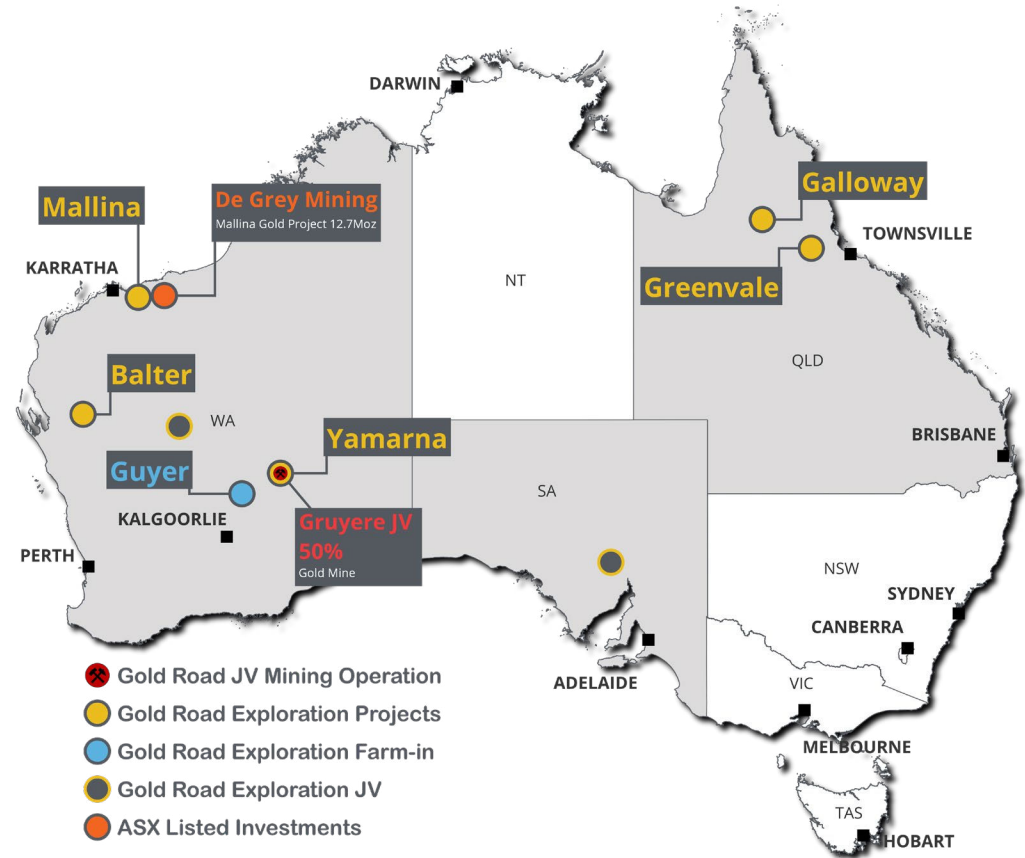 DARWIN
Mallina
De Grey Mining
Mallina Gold Project 12.7Moz
Galloway
TOWNSVILLE
KARRATHA
NT
Greenvale
QLD
Balter
WA
Yamarna
BRISBANE
Guyer
SA
KALGOORLIE
Gruyere JV
50%
Gold Mine
PERTH
NSW
SYDNEY
CANBERRA
ADELAIDE
VIC
MELBOURNE
TAS
HOBART
Gold Road JV Mining Operation
Gold Road Exploration Projects
Gold Road Exploration Farm-in
Gold Road Exploration JV
ASX Listed Investments